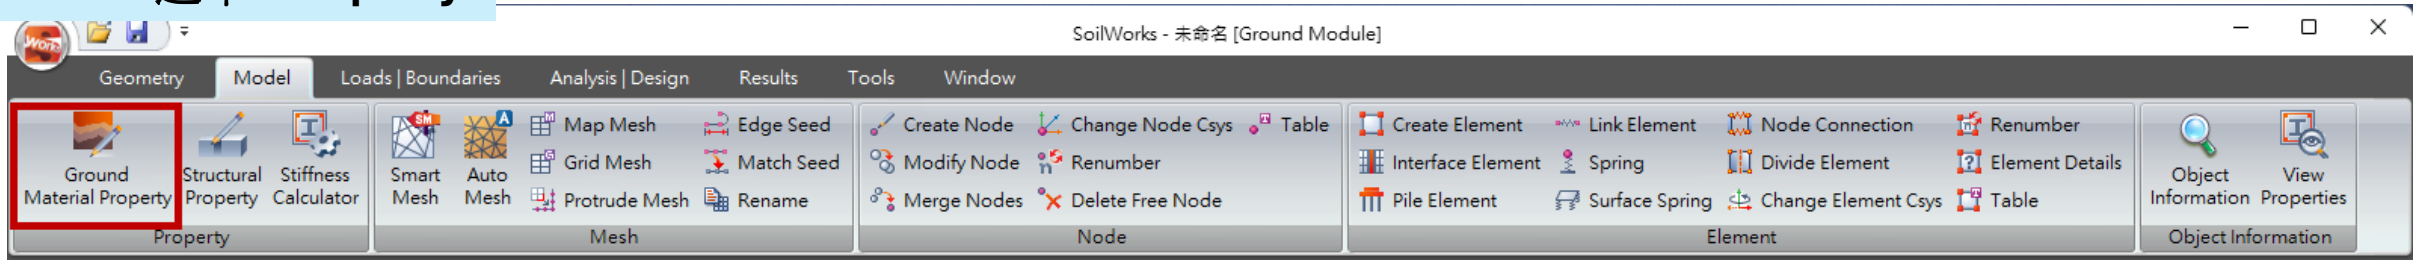 SoilWorks - 未命名 [Ground Module]
Geometry Model Loads | Boundaries Analysis | Design Results Tools Window
Ground Material Property
Structural Property
Stiffness Calculator
Property
Smart Mesh
Auto Mesh
Map Mesh
Grid Mesh
Protrude Mesh
Edge Seed
Match Seed
Rename
Mesh
Create Node
Modify Node
Merge Nodes
Change Node Csys
Renumber
Delete Free Node
Table
Node
Create Element
Interface Element
Pile Element
Link Element
Spring
Surface Spring
Node Connection
Divide Element
Change Element Csys
Renumber
Element Details
Table
Element
Object Information
View Properties
Object Information